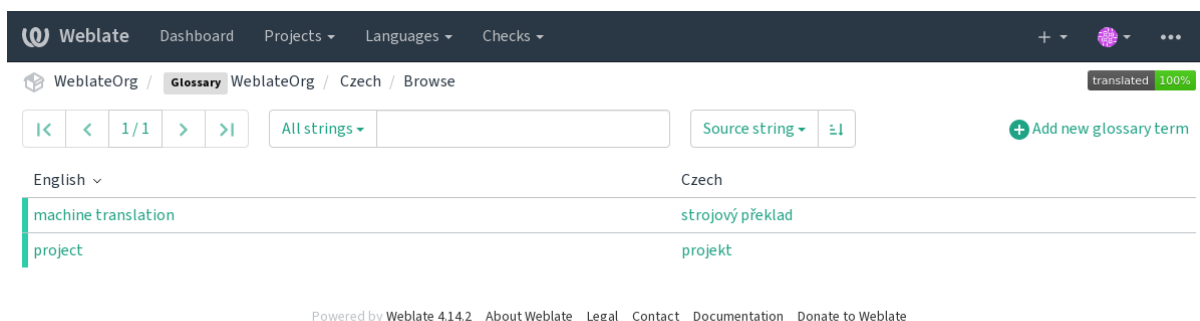 Weblate Dashboard Projects Languages Checks
WeblateOrg / Glossary WeblateOrg / Czech / Browse translated 100%
1 / 1 All strings Source string Add new glossary term
English Czech
machine translation strojový překlad
project projekt
Powered by Weblate 4.14.2 About Weblate Legal Contact Documentation Donate to Weblate